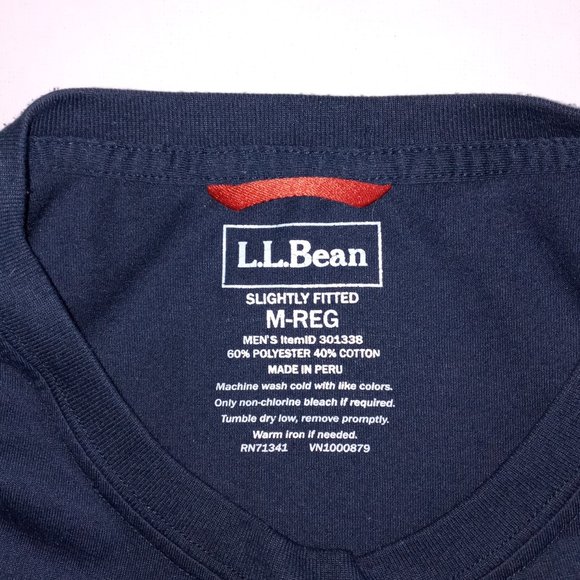 L.L.Bean
SLIGHTLY FITTED
M-REG
MEN'S ItemID 301338
60% POLYESTER 40% COTTON
MADE IN PERU
Machine wash cold with like colors.
Only non-chlorine bleach if required.
Tumble dry low, remove promptly.
Warm iron if needed.
RN71341 VN1000879